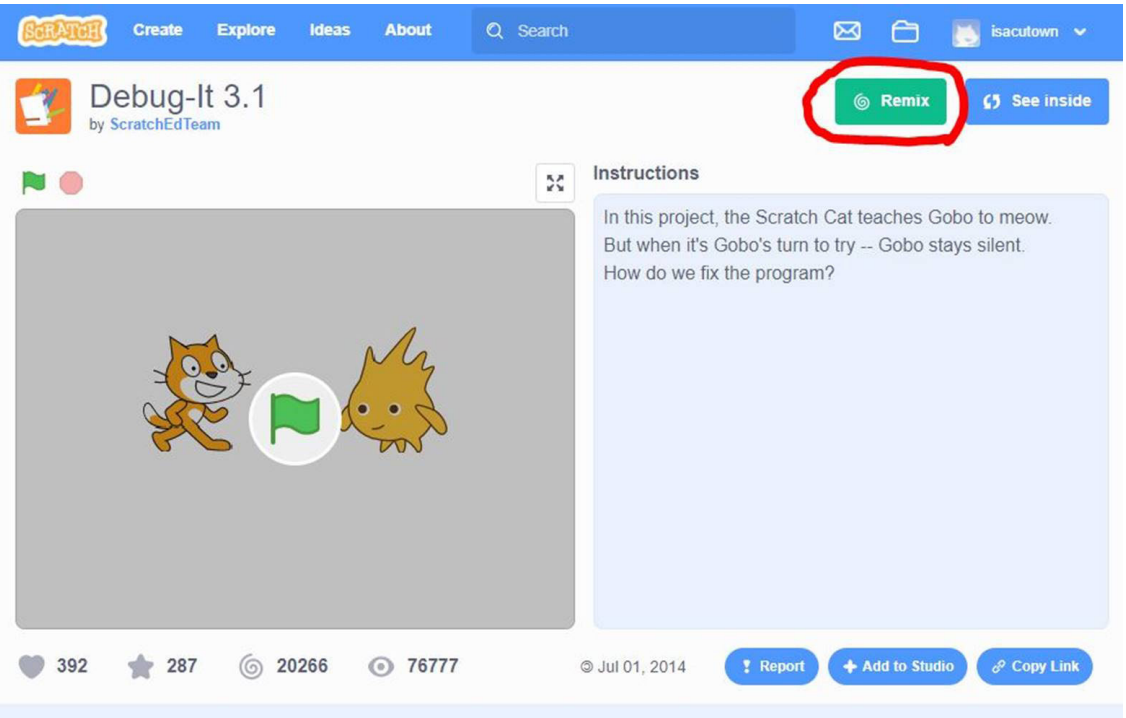 SCRATCH Create Explore Ideas About Search isacutown
Debug-It 3.1
by ScratchEdTeam
Remix See inside
Instructions
In this project, the Scratch Cat teaches Gobo to meow.
But when it's Gobo's turn to try -- Gobo stays silent.
How do we fix the program?
392 287 20266 76777 Jul 01, 2014 Report Add to Studio Copy Link